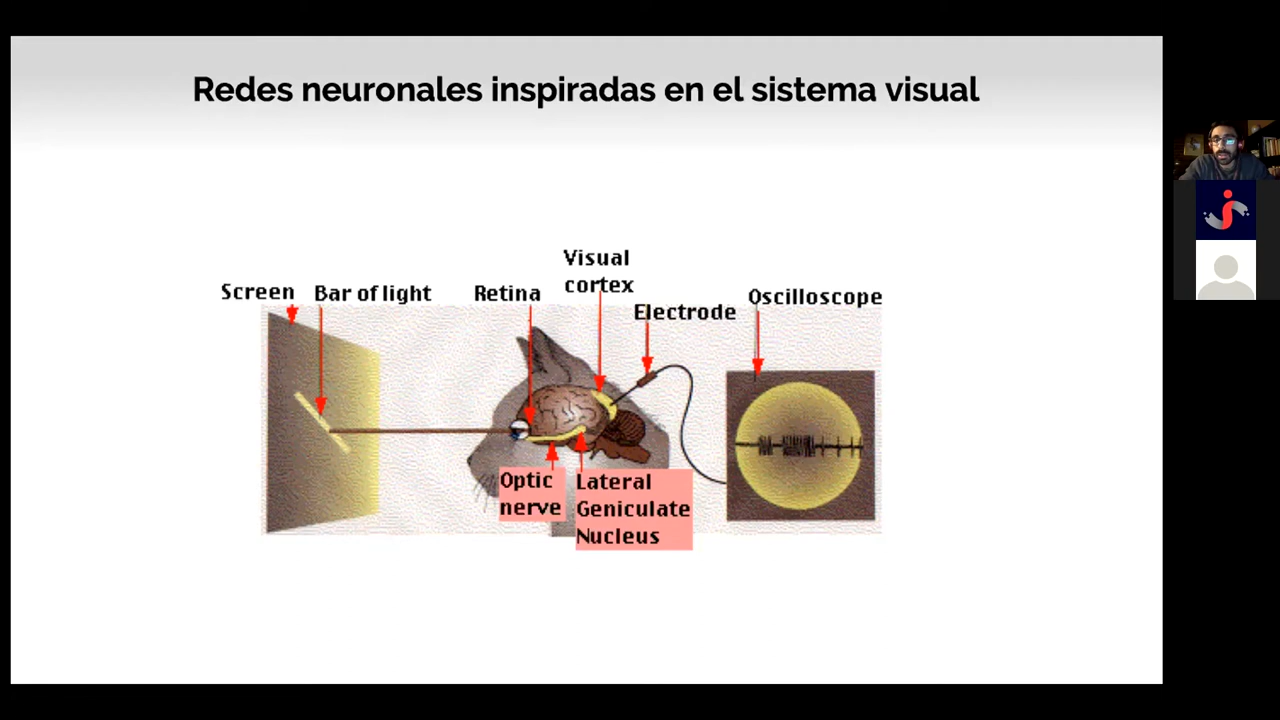 Redes neuronales inspiradas en el sistema visual
Visual
cortex
Screen
Bar of light
Retina
Electrode
Oscilloscope
Optic
nerve
Lateral
Geniculate
Nucleus